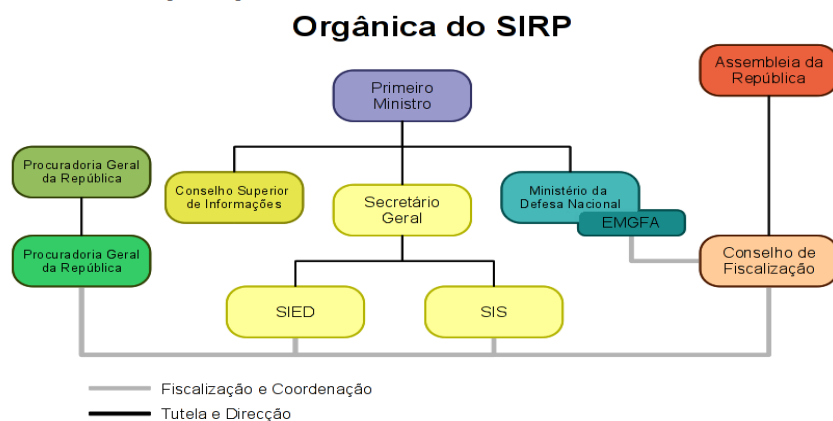 Orgânica do SIRP
Assembleia da
República
Primeiro
Ministro
Procuradoria Geral
da República
Conselho Superior
de Informações
Secretário
Geral
Ministério da
Defesa Nacional
EMGFA
Procuradoria Geral
da República
Conselho de
Fiscalização
SIED
SIS
Fiscalização e Coordenação
Tutela e Direcção